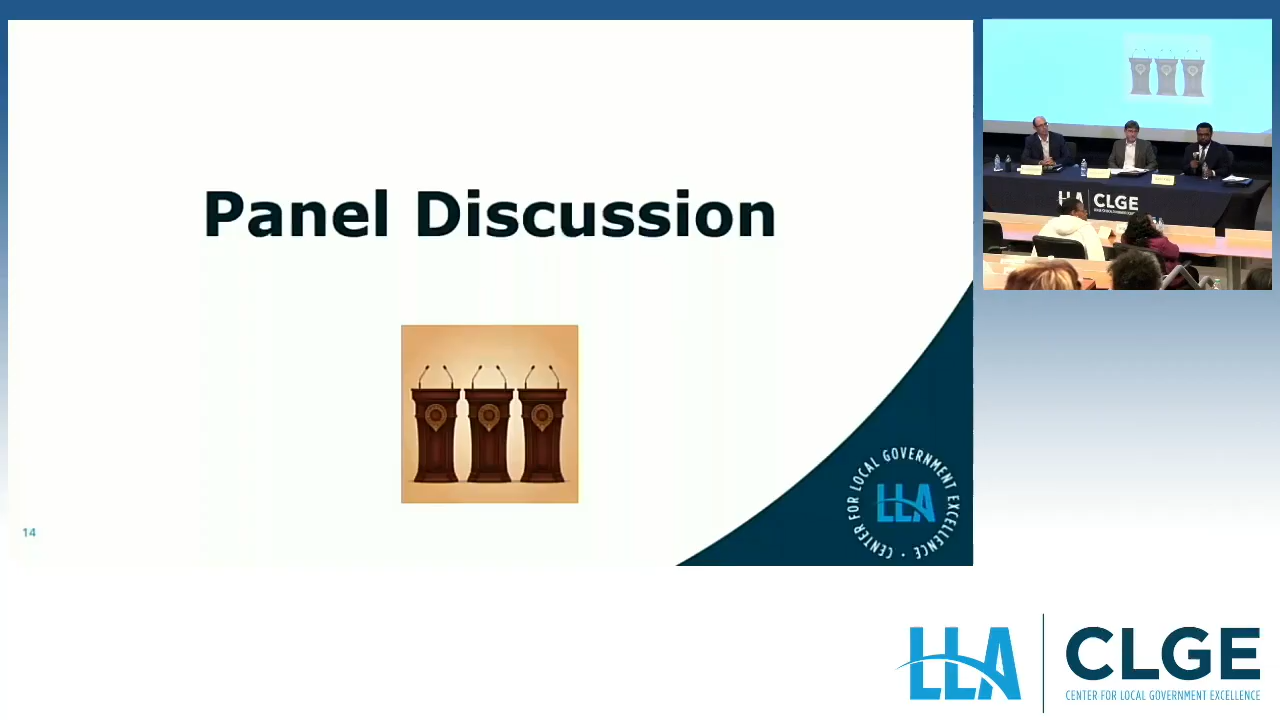 Panel Discussion
14
CENTER FOR LOCAL GOVERNMENT EXCELLENCE
LLA
LLA CLGE
LLA
CLGE
CENTER FOR LOCAL GOVERNMENT EXCELLENCE